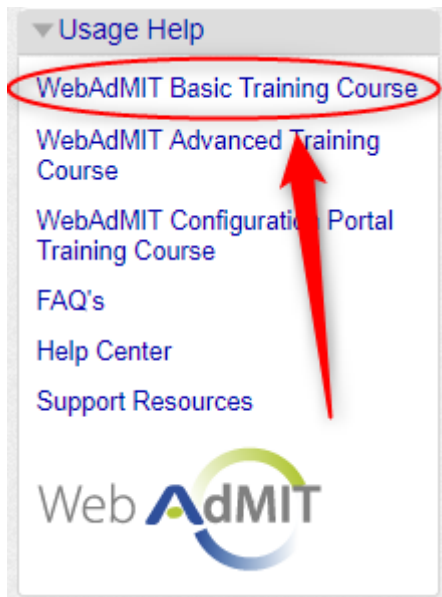 Usage Help
WebAdMIT Basic Training Course
WebAdMIT Advanced Training
Course
WebAdMIT Configuration Portal
Training Course
FAQ's
Help Center
Support Resources
Web AdMIT